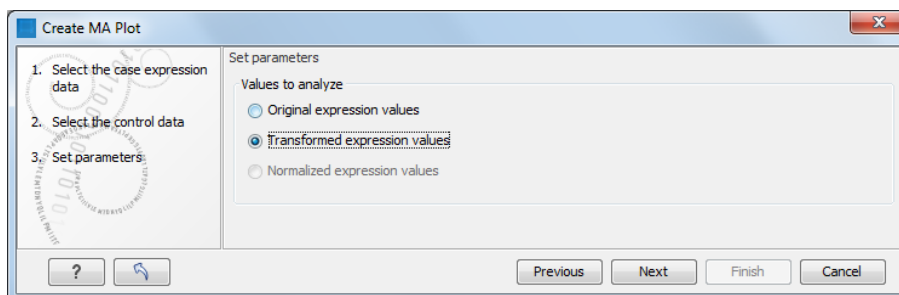 Create MA Plot
1. Select the case expression
data
2. Select the control data
3. Set parameters
Set parameters
Values to analyze
Original expression values
Transformed expression values
Normalized expression values
?
Previous
Next
Finish
Cancel